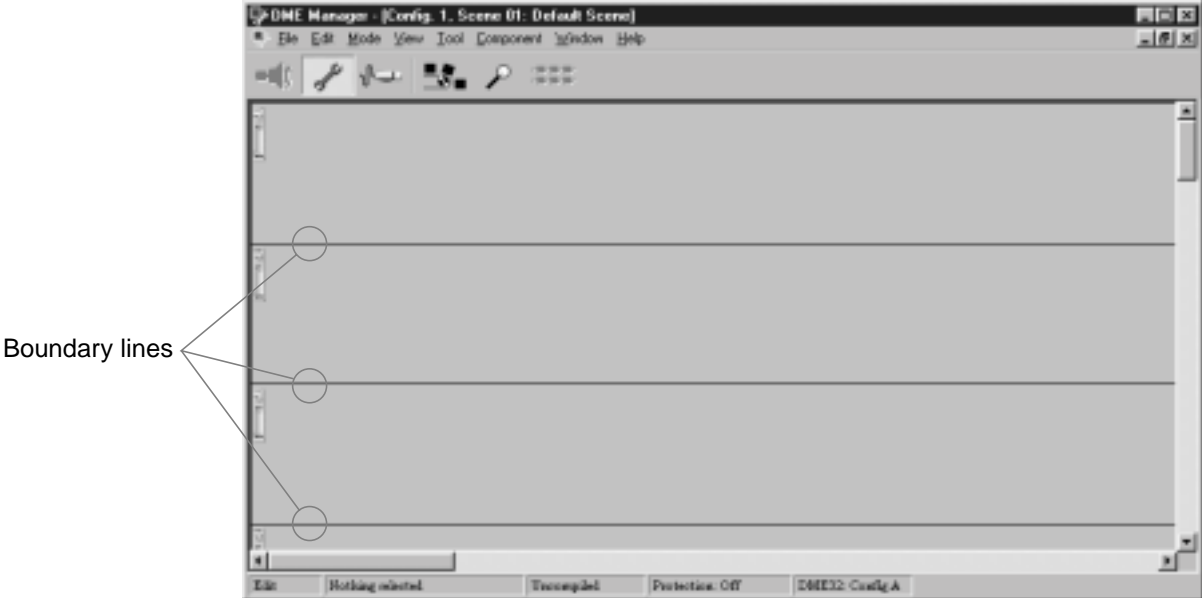 DME Manager - [Config. 1, Scene 01: Default Scene]
File Edit Mode View Tool Component Window Help
Boundary lines
Edit Nothing selected Uncompiled Protection: Off DME32: Config.A